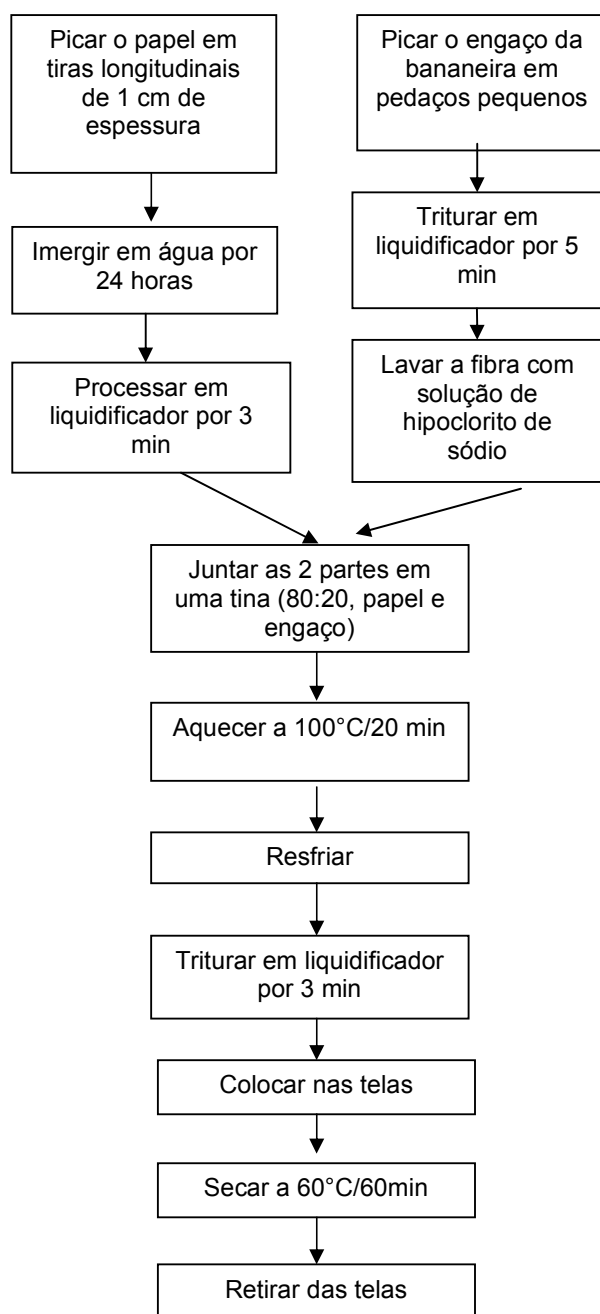 Picar o papel em
tiras longitudinais
de 1 cm de
espessura
Picar o engaço da
bananeira em
pedaços pequenos
Imergir em água por
24 horas
Triturar em
liquidificador por 5
min
Processar em
liquidificador por 3
min
Lavar a fibra com
solução de
hipoclorito de
sódio
Juntar as 2 partes em
uma tina (80:20, papel e
engaço)
Aquecer a 100°C/20 min
Resfriar
Triturar em liquidificador
por 3 min
Colocar nas telas
Secar a 60°C/60min
Retirar das telas